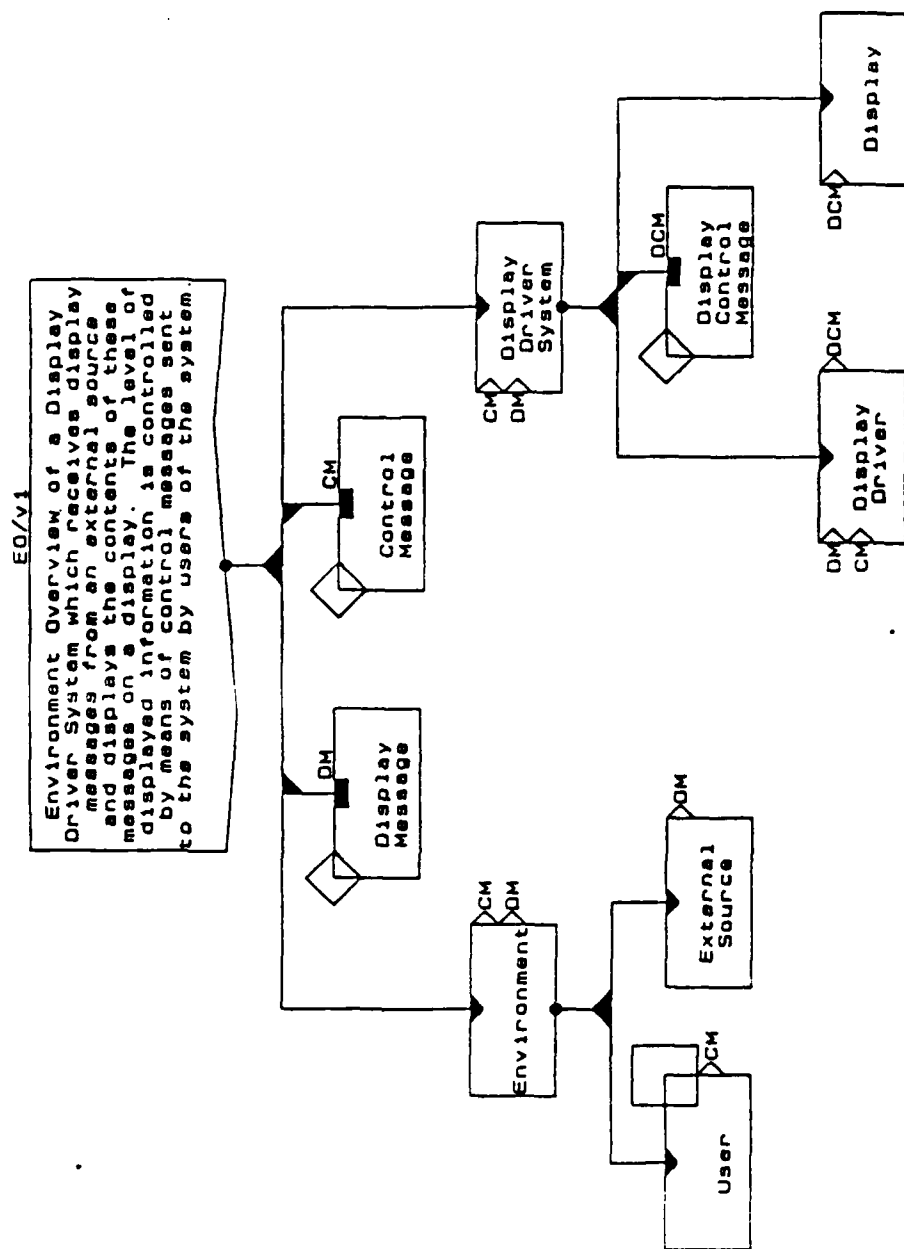 EO/v1
Environment Overview of a Display
Driver System which receives display
messages from an external source
and displays the contents of these
messages on a display. The level of
displayed information is controlled
by means of control messages sent
to the system by users of the system.
DM
Display
Message
CM
Control
Message
Environment
CM
DM
CM
DM
Display
Driver
System
User
CM
External
Source
DM
DCM
Display
Control
Message
DM
CM
Display
Driver
DCM
DCM
Display